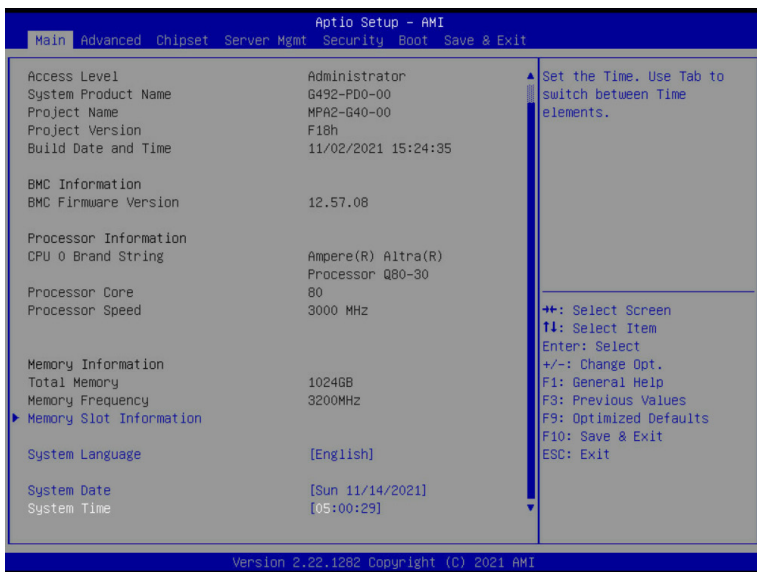 Aptio Setup - AMI
Main Advanced Chipset Server Mgmt Security Boot Save & Exit
Access Level Administrator
System Product Name G492-PD0-00
Project Name MPA2-G40-00
Project Version F18h
Build Date and Time 11/02/2021 15:24:35
BMC Information
BMC Firmware Version 12.57.08
Processor Information
CPU 0 Brand String Ampere(R) Altra(R)
Processor Q80-30
Processor Core 80
Processor Speed 3000 MHz
Memory Information
Total Memory 1024GB
Memory Frequency 3200MHz
Memory Slot Information
System Language [English]
System Date [Sun 11/14/2021]
System Time [05:00:29]
Set the Time. Use Tab to
switch between Time
elements.
→←: Select Screen
↑↓: Select Item
Enter: Select
+/-: Change Opt.
F1: General Help
F3: Previous Values
F9: Optimized Defaults
F10: Save & Exit
ESC: Exit
Version 2.22.1282 Copyright (C) 2021 AMI